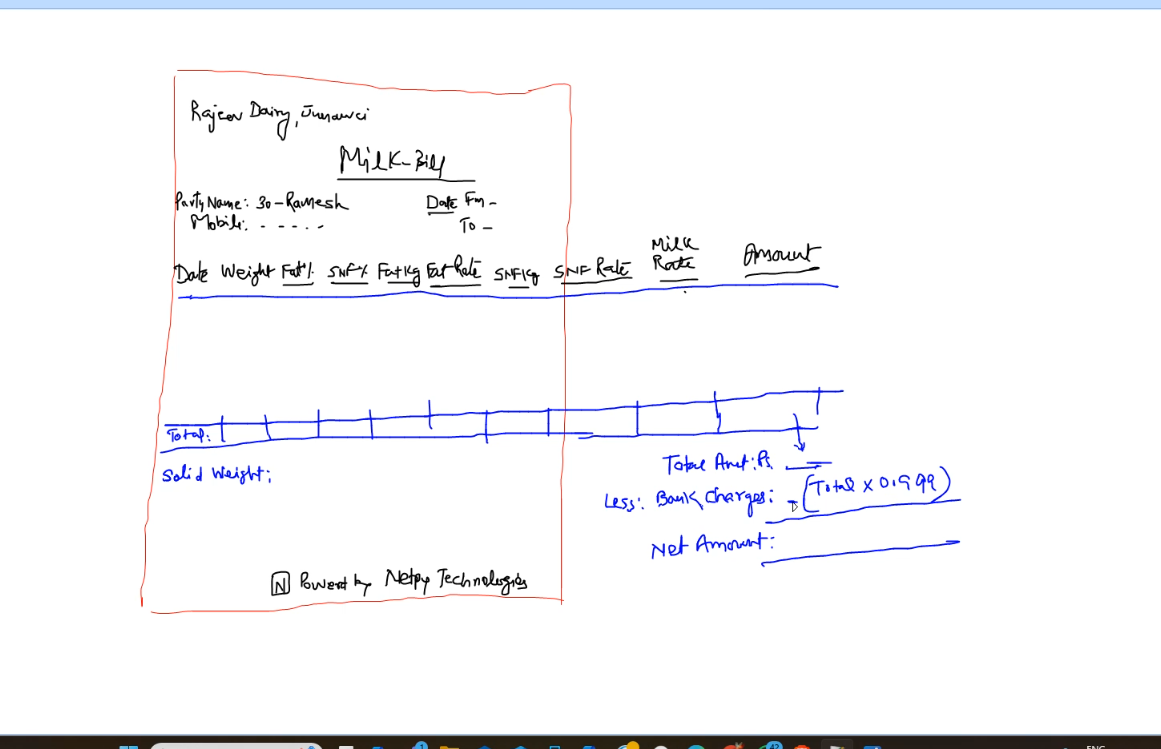 Rajeev Dairy, Junawai
Milk-Bill
Party Name: 30-Ramesh Date Fm -
Mobile: - - - - - To -
Date Weight Fat% SNF% Fat Kg Fat Rate SNF Kg SNF Rate Milk Rate Amount
Total:
Solid Weight:
Total Amt: Rs.
Less: Bank Charges: - (Total x 0.999)
Net Amount:
N Powered by Netpy Technologies
ENG